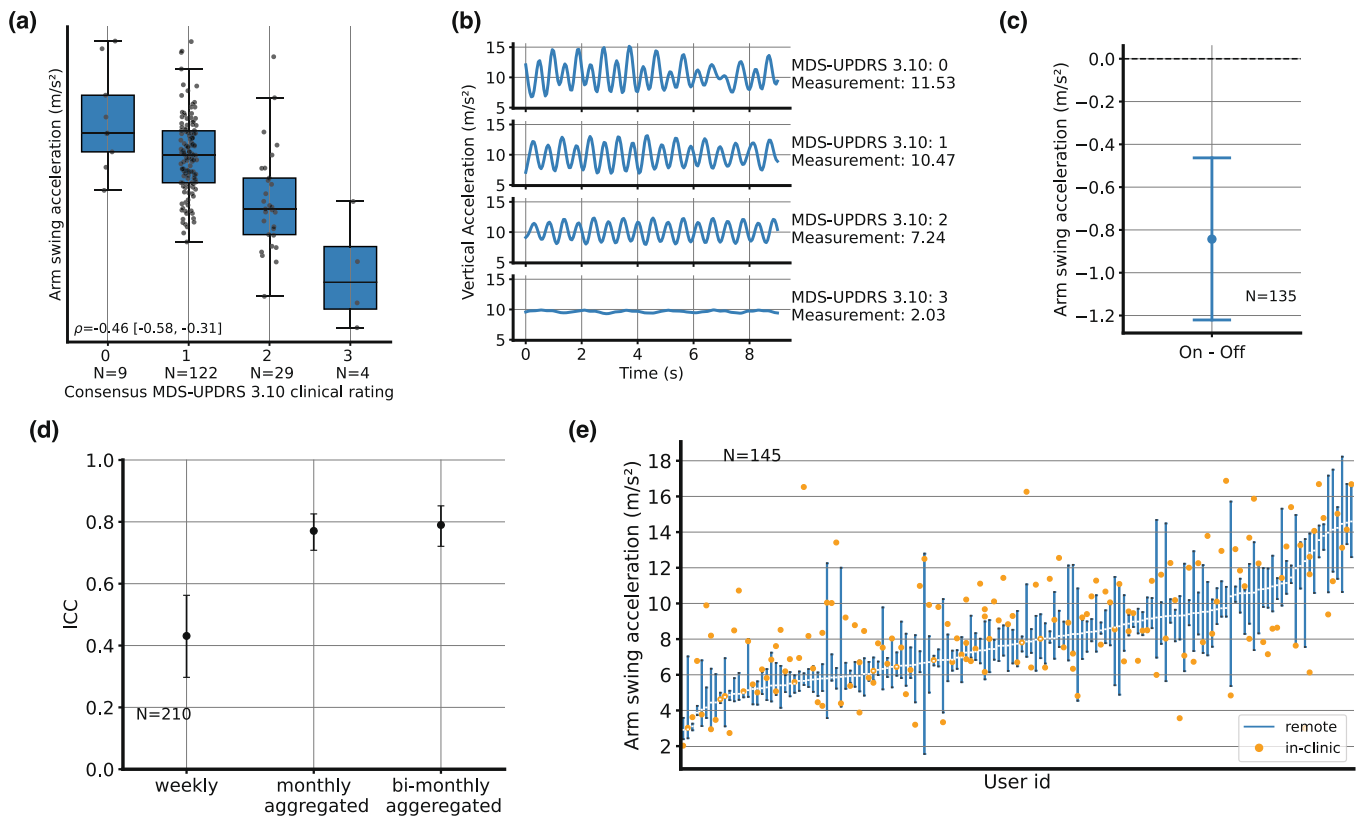 (a)
Arm swing acceleration (m/s²)
ρ=-0.46 [-0.58, -0.31]
0 1 2 3
N=9 N=122 N=29 N=4
Consensus MDS-UPDRS 3.10 clinical rating
(b)
Vertical Acceleration (m/s²)
15
10
5
MDS-UPDRS 3.10: 0
Measurement: 11.53
15
10
5
MDS-UPDRS 3.10: 1
Measurement: 10.47
15
10
5
MDS-UPDRS 3.10: 2
Measurement: 7.24
15
10
5
MDS-UPDRS 3.10: 3
Measurement: 2.03
0 2 4 6 8
Time (s)
(c)
Arm swing acceleration (m/s²)
0.0
−0.2
−0.4
−0.6
−0.8
−1.0
−1.2
N=135
On - Off
(d)
ICC
1.0
0.8
0.6
0.4
0.2
0.0
N=210
weekly monthly bi-monthly
aggregated aggeregated
(e)
Arm swing acceleration (m/s²)
N=145
18
16
14
12
10
8
6
4
2
remote
in-clinic
User id